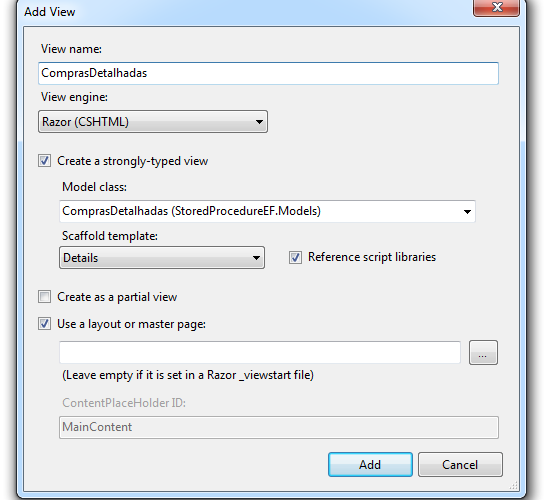 Add View
View name:
ComprasDetalhadas
View engine:
Razor (CSHTML)
Create a strongly-typed view
Model class:
ComprasDetalhadas (StoredProcedureEF.Models)
Scaffold template:
Details
Reference script libraries
Create as a partial view
Use a layout or master page:
...
(Leave empty if it is set in a Razor _viewstart file)
ContentPlaceHolder ID:
MainContent
Add
Cancel